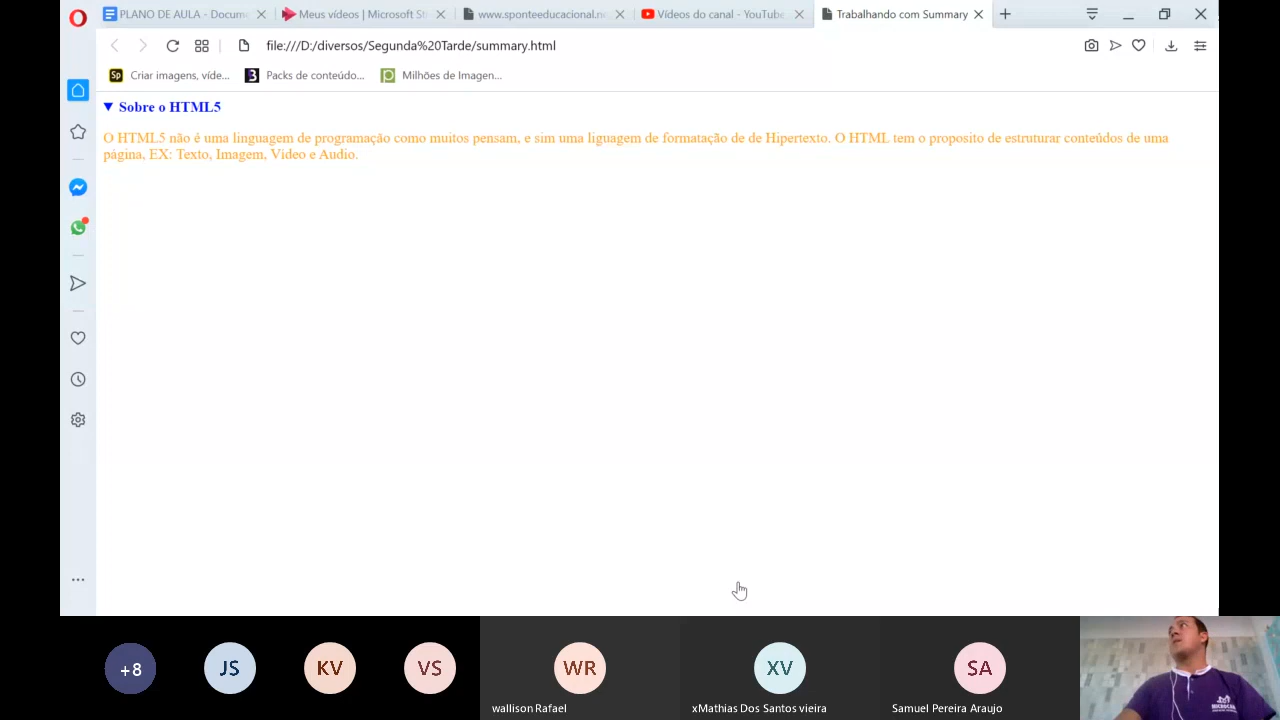 PLANO DE AULA - Docum
Meus vídeos | Microsoft St
www.sponteeducacional.ne
Vídeos do canal - YouTube
Trabalhando com Summary
file:///D:/diversos/Segunda%20Tarde/summary.html
Sp Criar imagens, víde...
Packs de conteúdo...
Milhões de Imagen...
▼ Sobre o HTML5
O HTML5 não é uma linguagem de programação como muitos pensam, e sim uma liguagem de formatação de de Hipertexto. O HTML tem o proposito de estruturar conteúdos de uma
página, EX: Texto, Imagem, Vídeo e Audio.
+8
JS
KV
VS
WR
XV
SA
wallison Rafael
xMathias Dos Santos vieira
Samuel Pereira Araujo